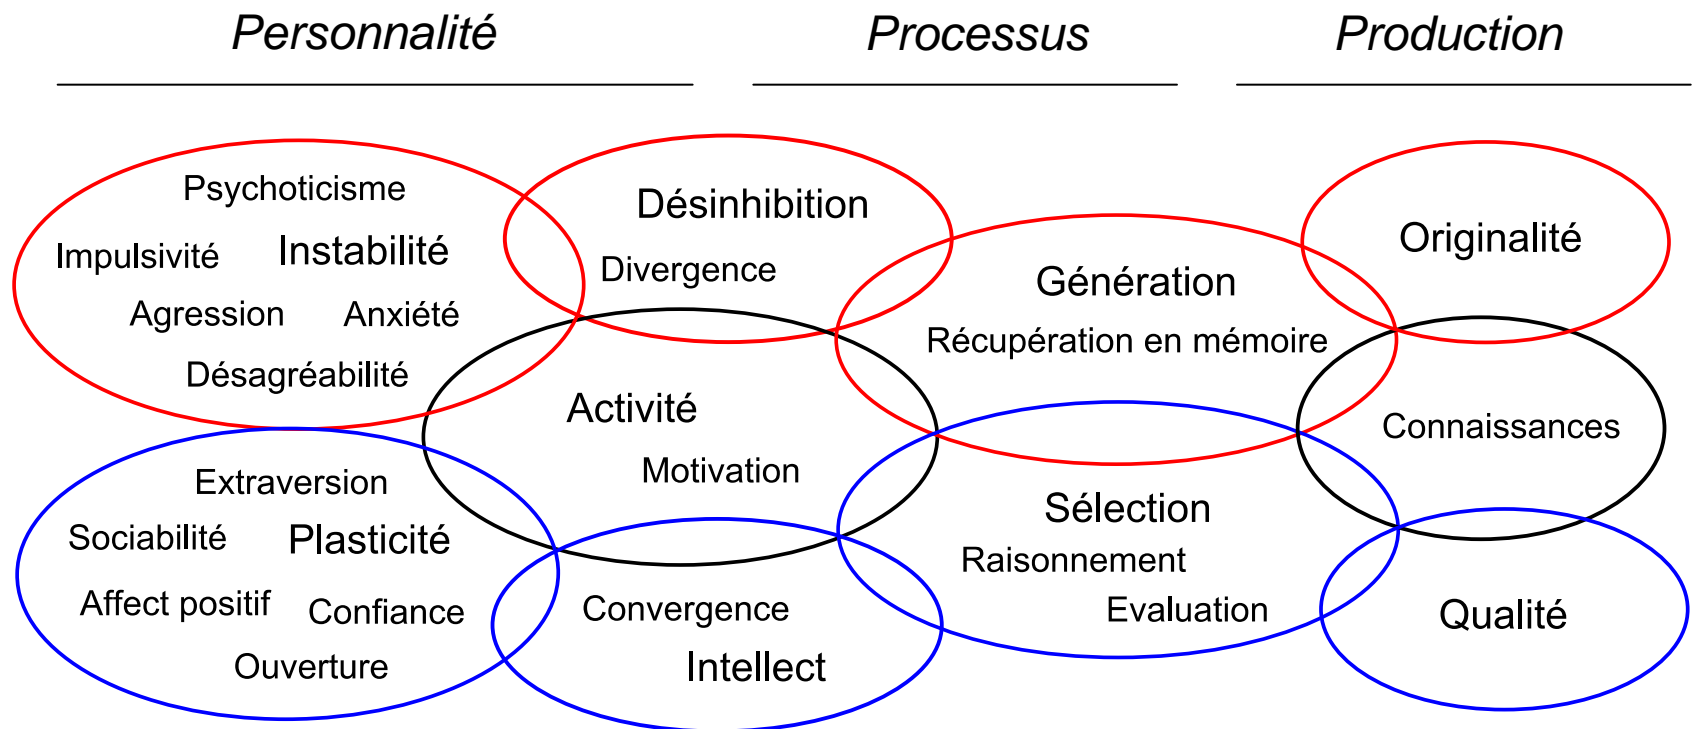 Personnalité
Processus
Production
Psychoticisme
Impulsivité
Instabilité
Agression
Anxiété
Désagréabilité
Désinhibition
Divergence
Activité
Motivation
Extraversion
Sociabilité
Plasticité
Affect positif
Confiance
Ouverture
Convergence
Intellect
Génération
Récupération en mémoire
Sélection
Raisonnement
Evaluation
Originalité
Connaissances
Qualité